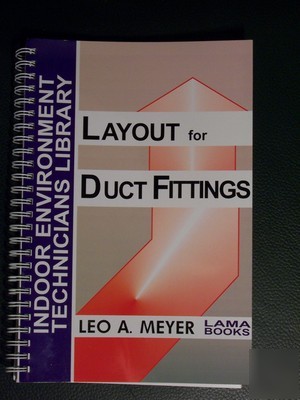 INDOOR ENVIRONMENT
TECHNICIANS LIBRARY
LAYOUT for
DUCT FITTINGS
LEO A. MEYER
LAMA
BOOKS